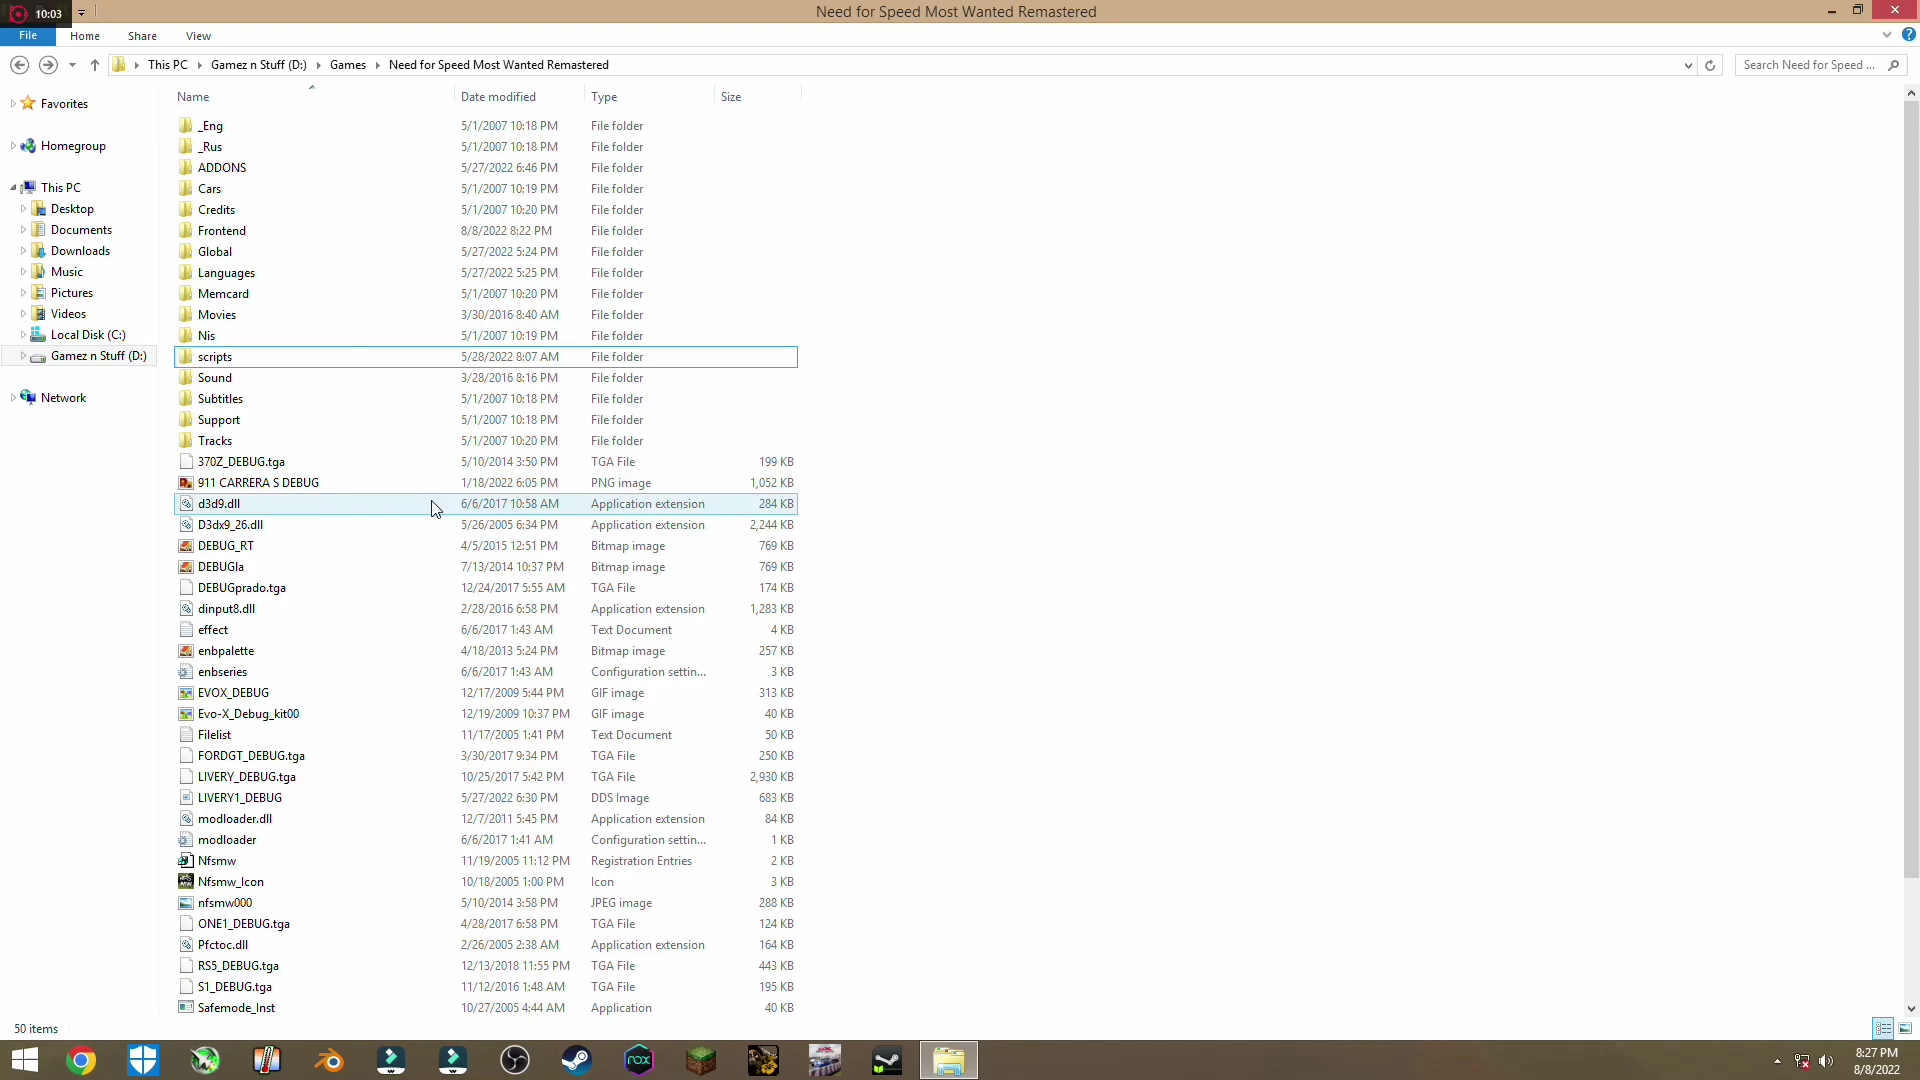 10:03
Need for Speed Most Wanted Remastered
File Home Share View
This PC Gamez n Stuff (D:) Games Need for Speed Most Wanted Remastered
Search Need for Speed ...
Name Date modified Type Size
Favorites
Homegroup
This PC
Desktop
Documents
Downloads
Music
Pictures
Videos
Local Disk (C:)
Gamez n Stuff (D:)
Network
_Eng 5/1/2007 10:18 PM File folder
_Rus 5/1/2007 10:18 PM File folder
ADDONS 5/27/2022 6:46 PM File folder
Cars 5/1/2007 10:19 PM File folder
Credits 5/1/2007 10:20 PM File folder
Frontend 8/8/2022 8:22 PM File folder
Global 5/27/2022 5:24 PM File folder
Languages 5/27/2022 5:25 PM File folder
Memcard 5/1/2007 10:20 PM File folder
Movies 3/30/2016 8:40 AM File folder
Nis 5/1/2007 10:19 PM File folder
scripts 5/28/2022 8:07 AM File folder
Sound 3/28/2016 8:16 PM File folder
Subtitles 5/1/2007 10:18 PM File folder
Support 5/1/2007 10:18 PM File folder
Tracks 5/1/2007 10:20 PM File folder
370Z_DEBUG.tga 5/10/2014 3:50 PM TGA File 199 KB
911 CARRERA S DEBUG 1/18/2022 6:05 PM PNG image 1,052 KB
d3d9.dll 6/6/2017 10:58 AM Application extension 284 KB
D3dx9_26.dll 5/26/2005 6:34 PM Application extension 2,244 KB
DEBUG_RT 4/5/2015 12:51 PM Bitmap image 769 KB
DEBUGla 7/13/2014 10:37 PM Bitmap image 769 KB
DEBUGprado.tga 12/24/2017 5:55 AM TGA File 174 KB
dinput8.dll 2/28/2016 6:58 PM Application extension 1,283 KB
effect 6/6/2017 1:43 AM Text Document 4 KB
enbpalette 4/18/2013 5:24 PM Bitmap image 257 KB
enbseries 6/6/2017 1:43 AM Configuration settin... 3 KB
EVOX_DEBUG 12/17/2009 5:44 PM GIF image 313 KB
Evo-X_Debug_kit00 12/19/2009 10:37 PM GIF image 40 KB
Filelist 11/17/2005 1:41 PM Text Document 50 KB
FORDGT_DEBUG.tga 3/30/2017 9:34 PM TGA File 250 KB
LIVERY_DEBUG.tga 10/25/2017 5:42 PM TGA File 2,930 KB
LIVERY1_DEBUG 5/27/2022 6:30 PM DDS Image 683 KB
modloader.dll 12/7/2011 5:45 PM Application extension 84 KB
modloader 6/6/2017 1:41 AM Configuration settin... 1 KB
Nfsmw 11/19/2005 11:12 PM Registration Entries 2 KB
Nfsmw_Icon 10/18/2005 1:00 PM Icon 3 KB
nfsmw000 5/10/2014 3:58 PM JPEG image 288 KB
ONE1_DEBUG.tga 4/28/2017 6:58 PM TGA File 124 KB
Pfctoc.dll 2/26/2005 2:38 AM Application extension 164 KB
RS5_DEBUG.tga 12/13/2018 11:55 PM TGA File 443 KB
S1_DEBUG.tga 11/12/2016 1:48 AM TGA File 195 KB
Safemode_Inst 10/27/2005 4:44 AM Application 40 KB
50 items
nox
8:27 PM
8/8/2022